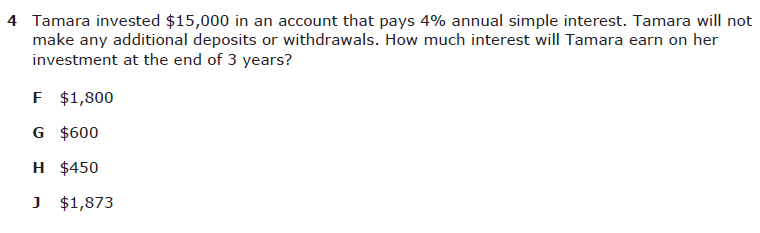 4 Tamara invested $15,000 in an account that pays 4% annual simple interest. Tamara will not
make any additional deposits or withdrawals. How much interest will Tamara earn on her
investment at the end of 3 years?
F $1,800
G $600
H $450
J $1,873